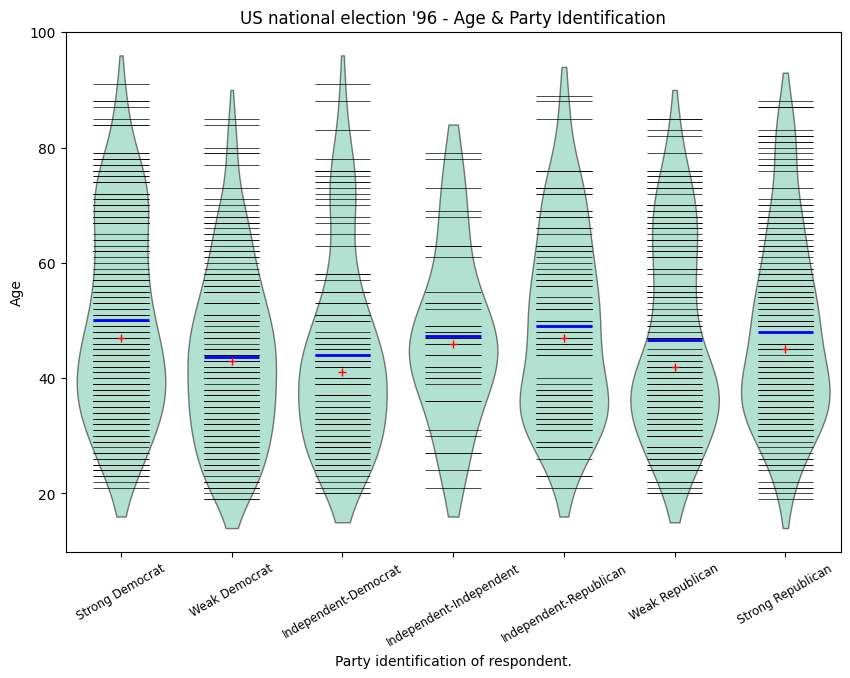 US national election '96 - Age & Party Identification
100
80
60
40
20
Age
Strong Democrat
Weak Democrat
Independent-Democrat
Independent-Independent
Independent-Republican
Weak Republican
Strong Republican
Party identification of respondent.